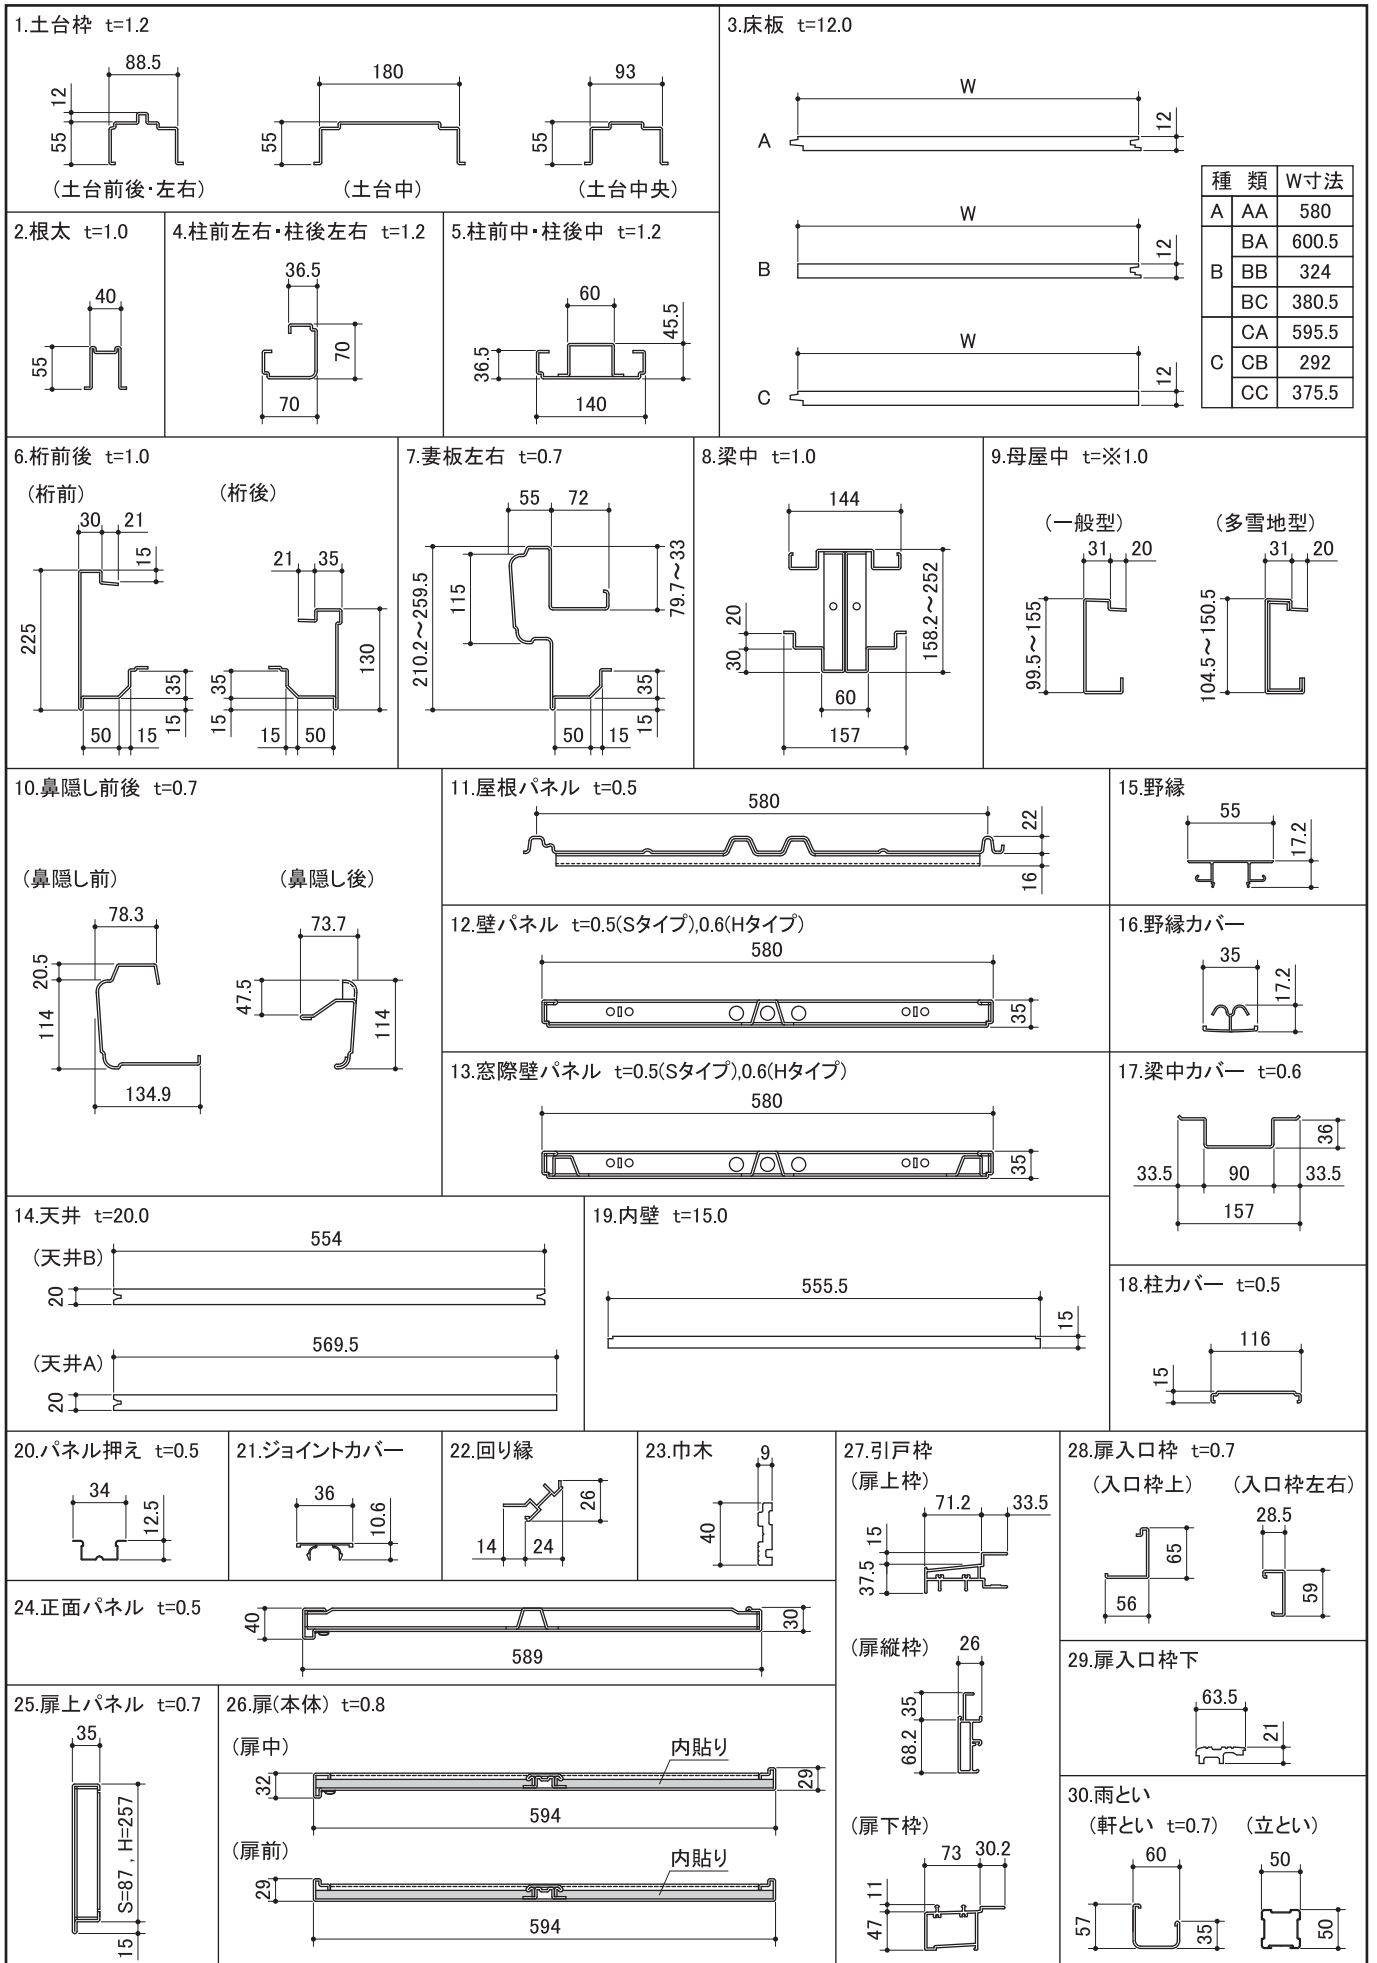 1.土台枠 t=1.2
88.5
12
55
(土台前後・左右)
180
55
(土台中)
93
55
(土台中央)
3.床板 t=12.0
W
12
A
W
12
B
W
12
C
種 類 W寸法
A AA 580
B BA 600.5
BB 324
BC 380.5
C CA 595.5
CB 292
CC 375.5
2.根太 t=1.0
40
55
4.柱前左右・柱後左右 t=1.2
36.5
70
70
5.柱前中・柱後中 t=1.2
60
45.5
36.5
140
6.桁前後 t=1.0
(桁前)
30 21
15
225
35
15
50 15
(桁後)
21 35
130
35
15
15 50
7.妻板左右 t=0.7
55 72
79.7〜33
115
210.2〜259.5
35
15
50 15
8.梁中 t=1.0
144
158.2〜252
20
30
60
157
9.母屋中 t=※1.0
(一般型)
31 20
99.5〜155
(多雪地型)
31 20
104.5〜150.5
10.鼻隠し前後 t=0.7
(鼻隠し前)
78.3
20.5
114
134.9
(鼻隠し後)
73.7
47.5
114
11.屋根パネル t=0.5
580
22
16
12.壁パネル t=0.5(Sタイプ),0.6(Hタイプ)
580
35
13.窓際壁パネル t=0.5(Sタイプ),0.6(Hタイプ)
580
35
15.野縁
55
17.2
16.野縁カバー
35
17.2
17.梁中カバー t=0.6
36
33.5 90 33.5
157
14.天井 t=20.0
(天井B)
554
20
(天井A)
569.5
20
19.内壁 t=15.0
555.5
15
18.柱カバー t=0.5
116
15
20.パネル押え t=0.5
34
12.5
21.ジョイントカバー
36
10.6
22.回り縁
26
14 24
23.巾木
9
40
24.正面パネル t=0.5
40
30
589
25.扉上パネル t=0.7
35
S=87 , H=257
15
26.扉(本体) t=0.8
(扉中)
内貼り
32
29
594
(扉前)
内貼り
29
594
27.引戸枠
(扉上枠)
71.2 33.5
15
37.5
(扉縦枠)
26
35
68.2
(扉下枠)
73 30.2
11
47
28.扉入口枠 t=0.7
(入口枠上)
65
56
(入口枠左右)
28.5
59
29.扉入口枠下
63.5
21
30.雨とい
(軒とい t=0.7)
60
57
35
(立とい)
50
50